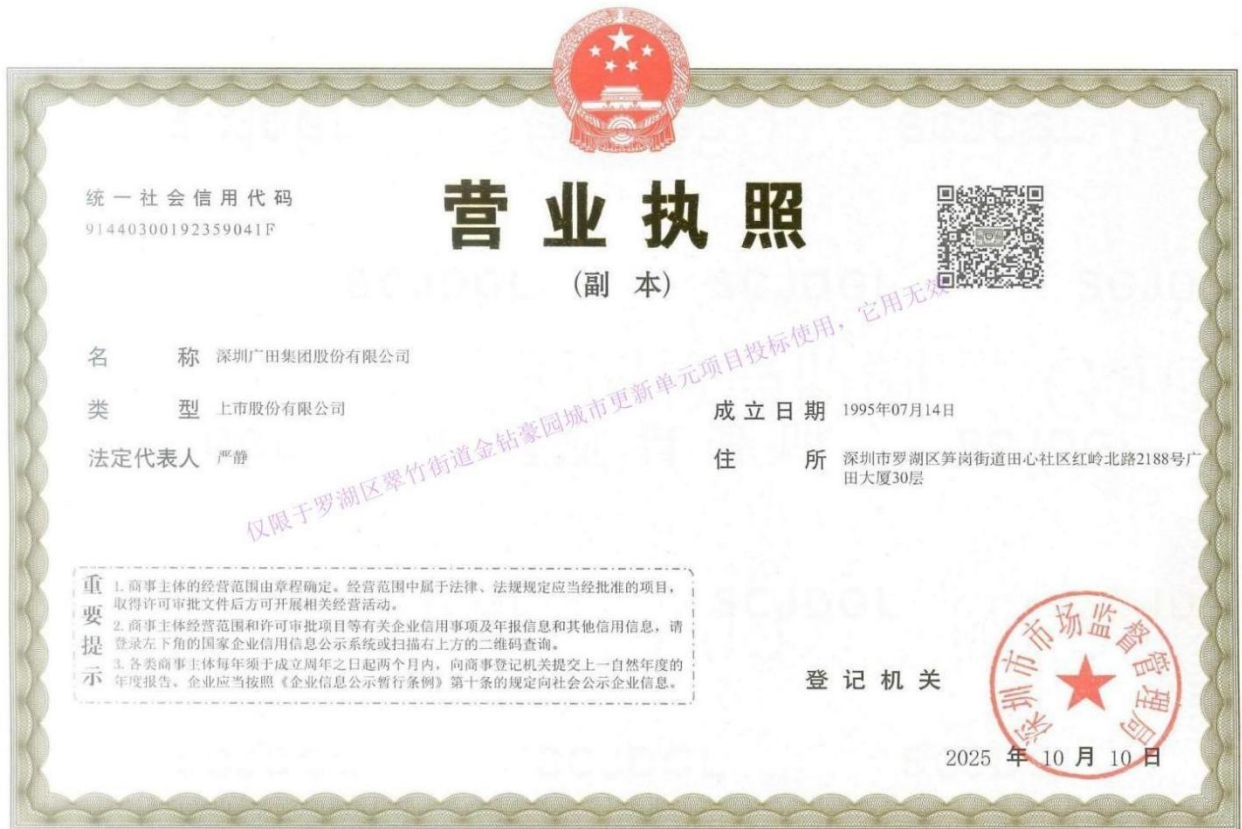 统一社会信用代码
91440300192359041F
营业执照
(副 本)
名 称 深圳广田集团股份有限公司
类 型 上市股份有限公司
法定代表人 严静
成立日期 1995年07月14日
住 所 深圳市罗湖区笋岗街道田心社区红岭北路2188号广
田大厦30层
仅限于罗湖区翠竹街道金钻豪园城市更新单元项目投标使用，它用无效
重要提示
1. 商事主体的经营范围由章程确定。经营范围中属于法律、法规规定应当经批准的项目，
取得许可审批文件后方可开展相关经营活动。
2. 商事主体经营范围和许可审批项目等有关企业信用事项及年报信息和其他信用信息，请
登录左下角的国家企业信用信息公示系统或扫描右上方的二维码查询。
3. 各类商事主体每年须于成立周年之日起两个月内，向商事登记机关提交上一自然年度的
年度报告。企业应当按照《企业信息公示暂行条例》第十条的规定向社会公示企业信息。
登记机关
深圳市市场监督管理局
2025 年 10 月 10 日